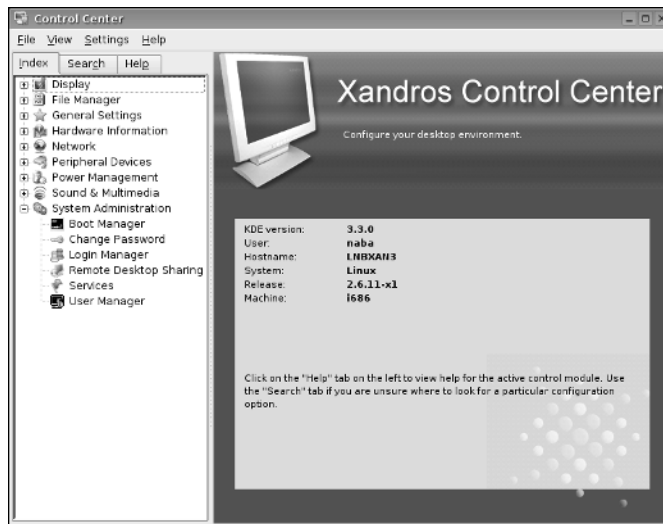 Control Center
File View Settings Help
Index Search Help
Display
File Manager
General Settings
Hardware Information
Network
Peripheral Devices
Power Management
Sound & Multimedia
System Administration
Boot Manager
Change Password
Login Manager
Remote Desktop Sharing
Services
User Manager
Xandros Control Center
Configure your desktop environment.
KDE version: 3.3.0
User: naba
Hostname: LNBXAN3
System: Linux
Release: 2.6.11-x1
Machine: i686
Click on the "Help" tab on the left to view help for the active control module. Use
the "Search" tab if you are unsure where to look for a particular configuration
option.